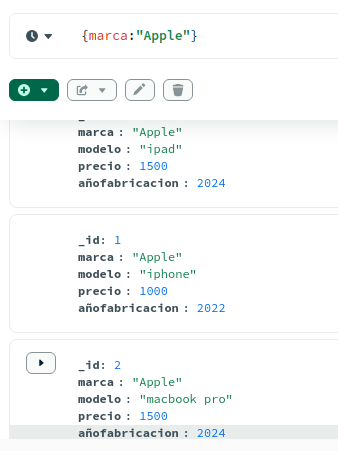 {marca:"Apple"}
marca : "Apple"
modelo : "ipad"
precio : 1500
añofabricacion : 2024
_id: 1
marca : "Apple"
modelo : "iphone"
precio : 1000
añofabricacion : 2022
_id: 2
marca : "Apple"
modelo : "macbook pro"
precio : 1500
añofabricacion : 2024